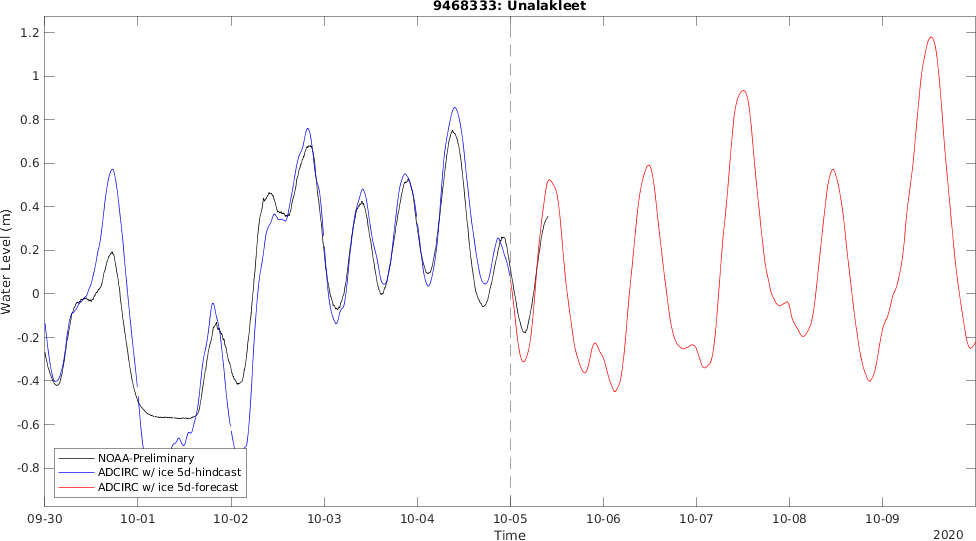 9468333: Unalakleet
1.2
1
0.8
0.6
0.4
0.2
0
-0.2
-0.4
-0.6
-0.8
Water Level (m)
NOAA-Preliminary
ADCIRC w/ ice 5d-hindcast
ADCIRC w/ ice 5d-forecast
09-30 10-01 10-02 10-03 10-04 10-05 10-06 10-07 10-08 10-09
Time
2020